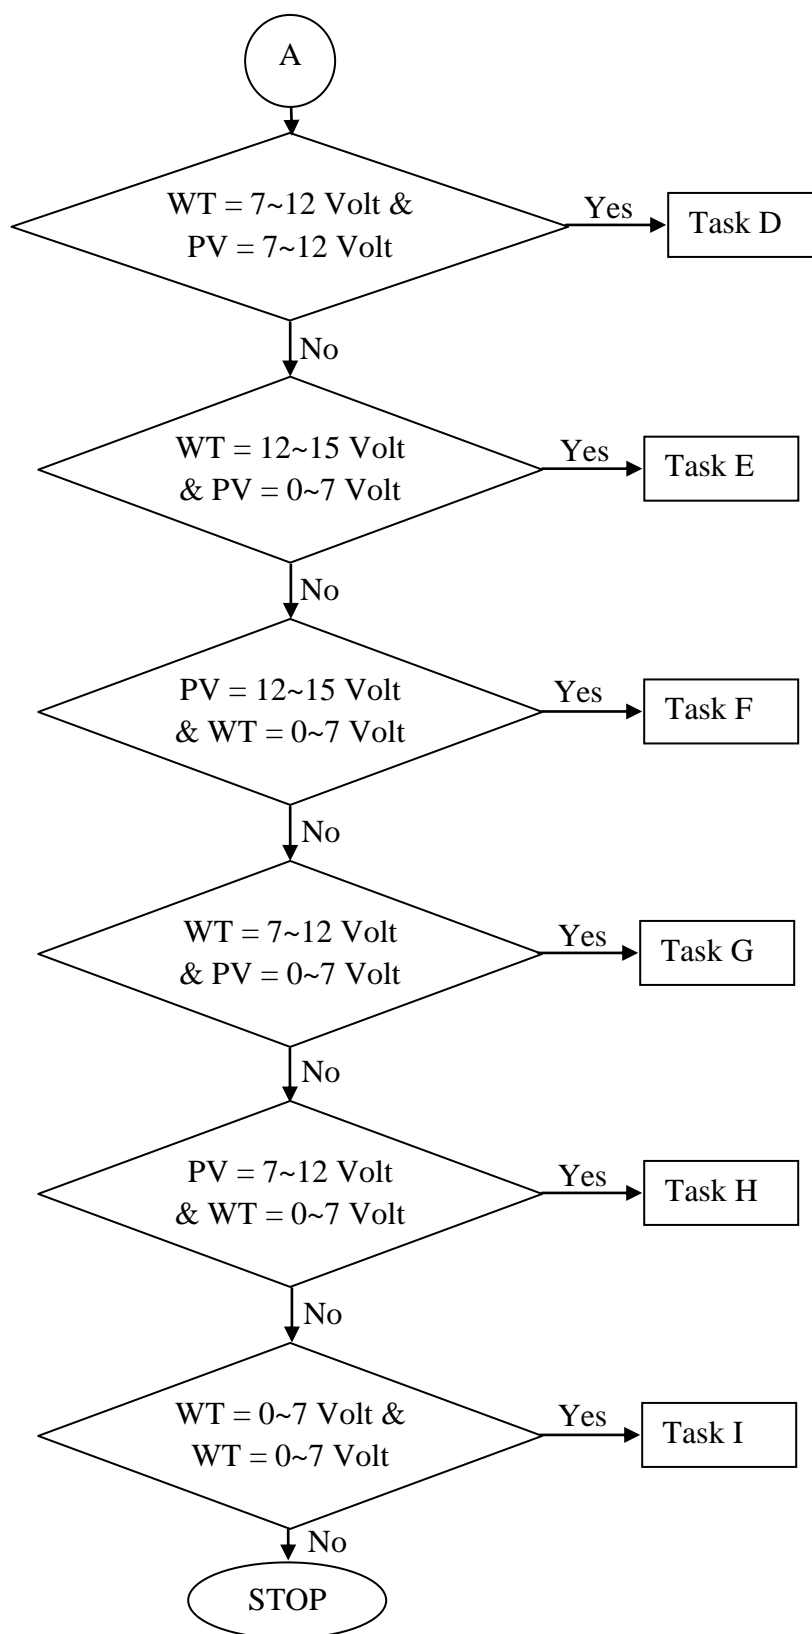 A
WT = 7~12 Volt &
PV = 7~12 Volt
Yes
Task D
No
WT = 12~15 Volt
& PV = 0~7 Volt
Yes
Task E
No
PV = 12~15 Volt
& WT = 0~7 Volt
Yes
Task F
No
WT = 7~12 Volt
& PV = 0~7 Volt
Yes
Task G
No
PV = 7~12 Volt
& WT = 0~7 Volt
Yes
Task H
No
WT = 0~7 Volt &
WT = 0~7 Volt
Yes
Task I
No
STOP